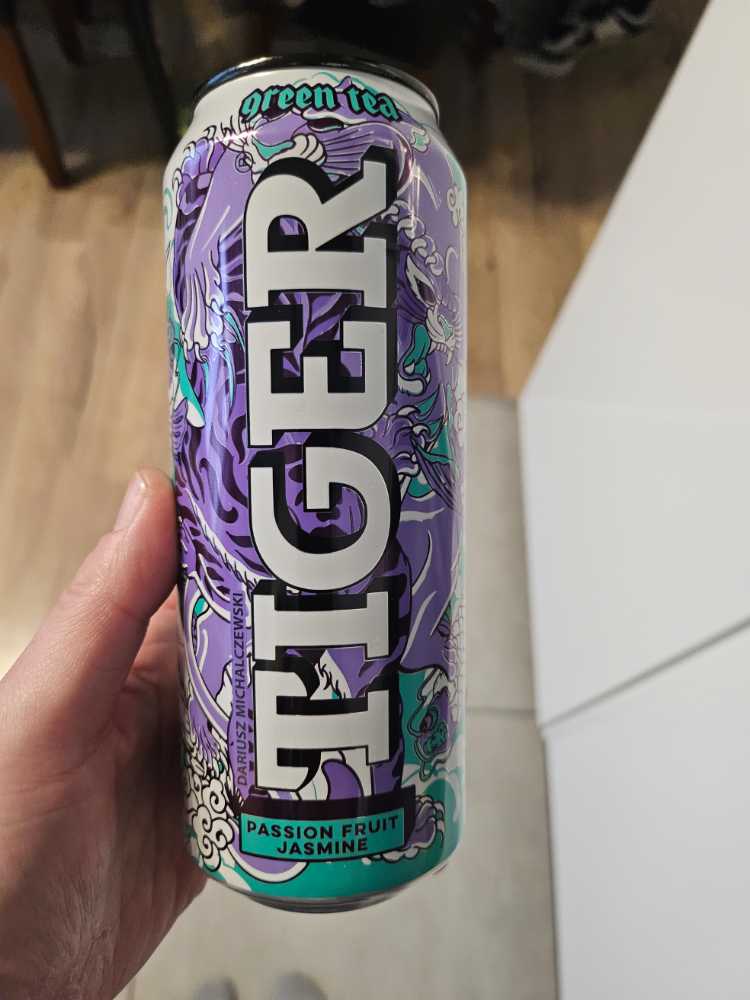 green tea
®
TIGER
DARIUSZ MICHALCZEWSKI
PASSION FRUIT
JASMINE